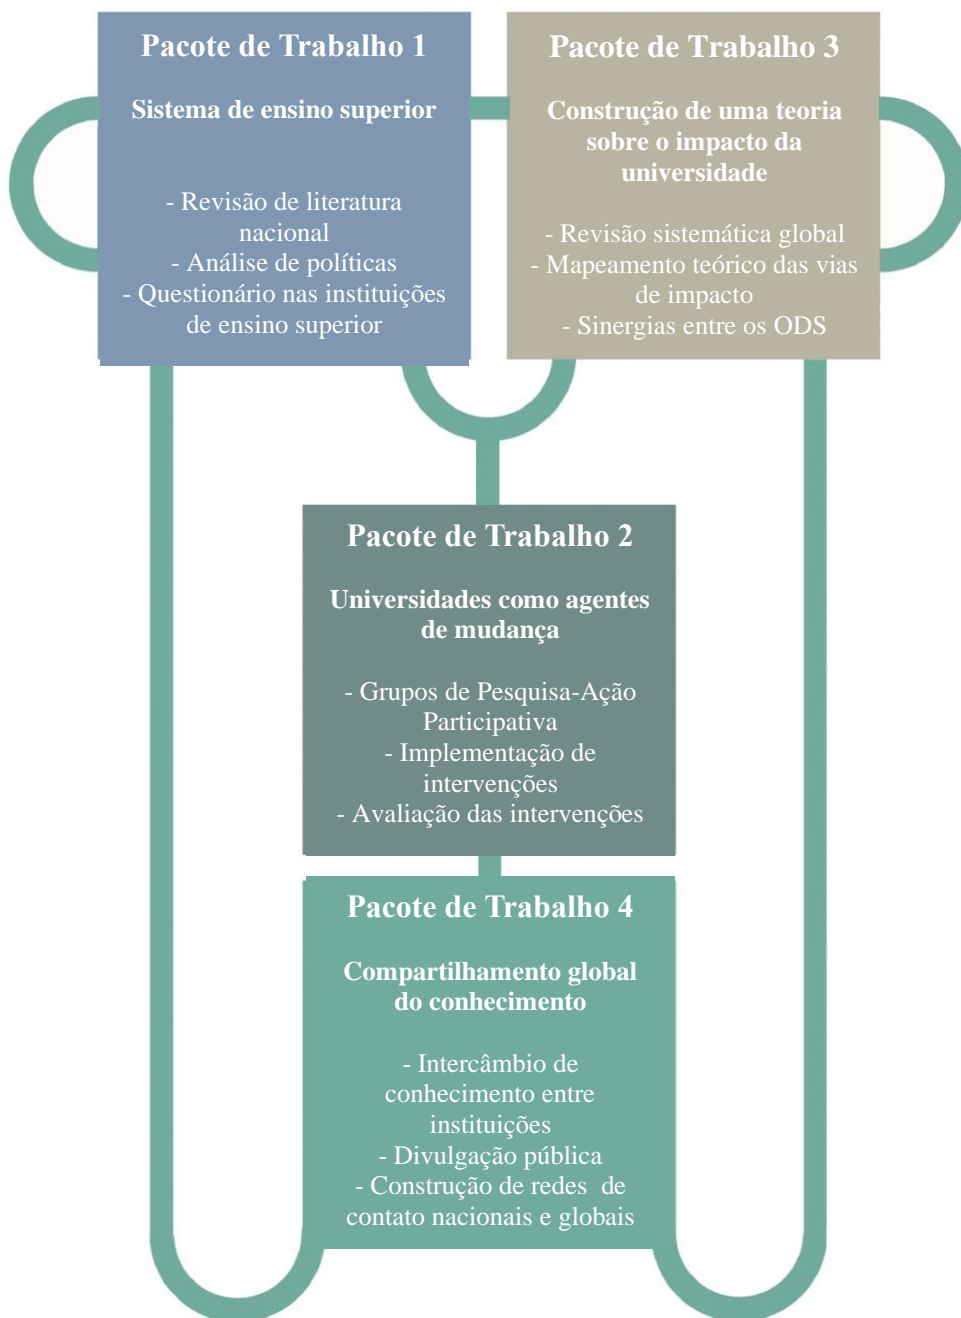 Pacote de Trabalho 1
Sistema de ensino superior
- Revisão de literatura
nacional
- Análise de políticas
- Questionário nas instituições
de ensino superior
Pacote de Trabalho 3
Construção de uma teoria
sobre o impacto da
universidade
- Revisão sistemática global
- Mapeamento teórico das vias
de impacto
- Sinergias entre os ODS
Pacote de Trabalho 2
Universidades como agentes
de mudança
- Grupos de Pesquisa-Ação
Participativa
- Implementação de
intervenções
- Avaliação das intervenções
Pacote de Trabalho 4
Compartilhamento global
do conhecimento
- Intercâmbio de
conhecimento entre
instituições
- Divulgação pública
- Construção de redes de
contato nacionais e globais